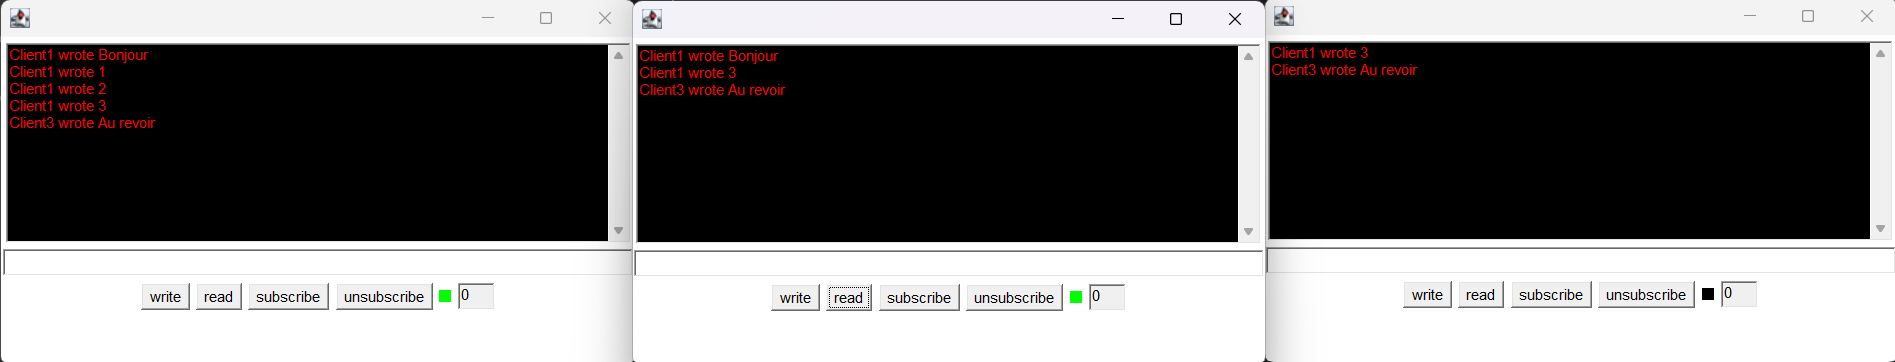 Client1 wrote Bonjour
Client1 wrote 1
Client1 wrote 2
Client1 wrote 3
Client3 wrote Au revoir
write read subscribe unsubscribe 0
Client1 wrote Bonjour
Client1 wrote 3
Client3 wrote Au revoir
write read subscribe unsubscribe 0
Client1 wrote 3
Client3 wrote Au revoir
write read subscribe unsubscribe 0